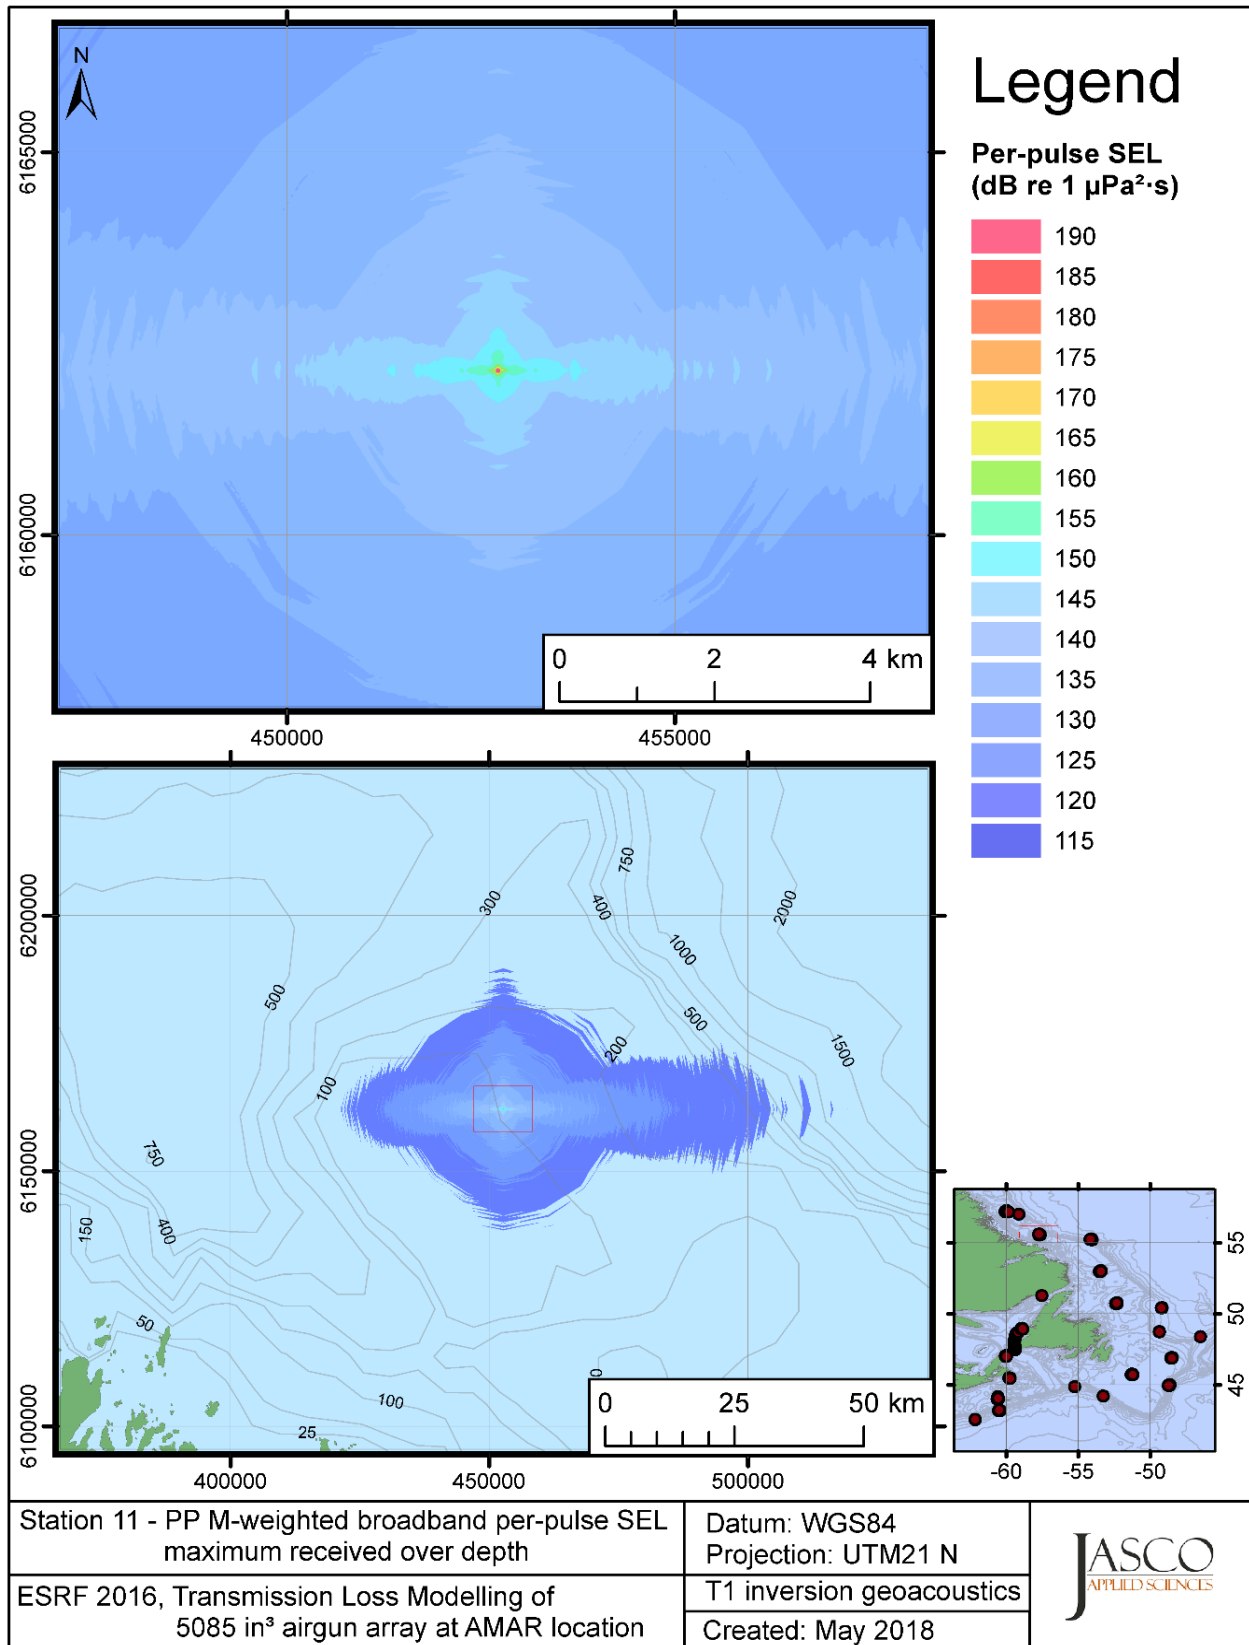 N
6165000
6160000
0 2 4 km
450000 455000
Legend
Per-pulse SEL
(dB re 1 µPa²·s)
190
185
180
175
170
165
160
155
150
145
140
135
130
125
120
115
6200000
6150000
6100000
300
750
400
2000
1000
500
500
1500
200
100
750
400
150
50
100
25
0 25 50 km
400000 450000 500000
55
50
45
-60 -55 -50
Station 11 - PP M-weighted broadband per-pulse SEL
maximum received over depth
ESRF 2016, Transmission Loss Modelling of
5085 in³ airgun array at AMAR location
Datum: WGS84
Projection: UTM21 N
T1 inversion geoacoustics
Created: May 2018
JASCO
APPLIED SCIENCES